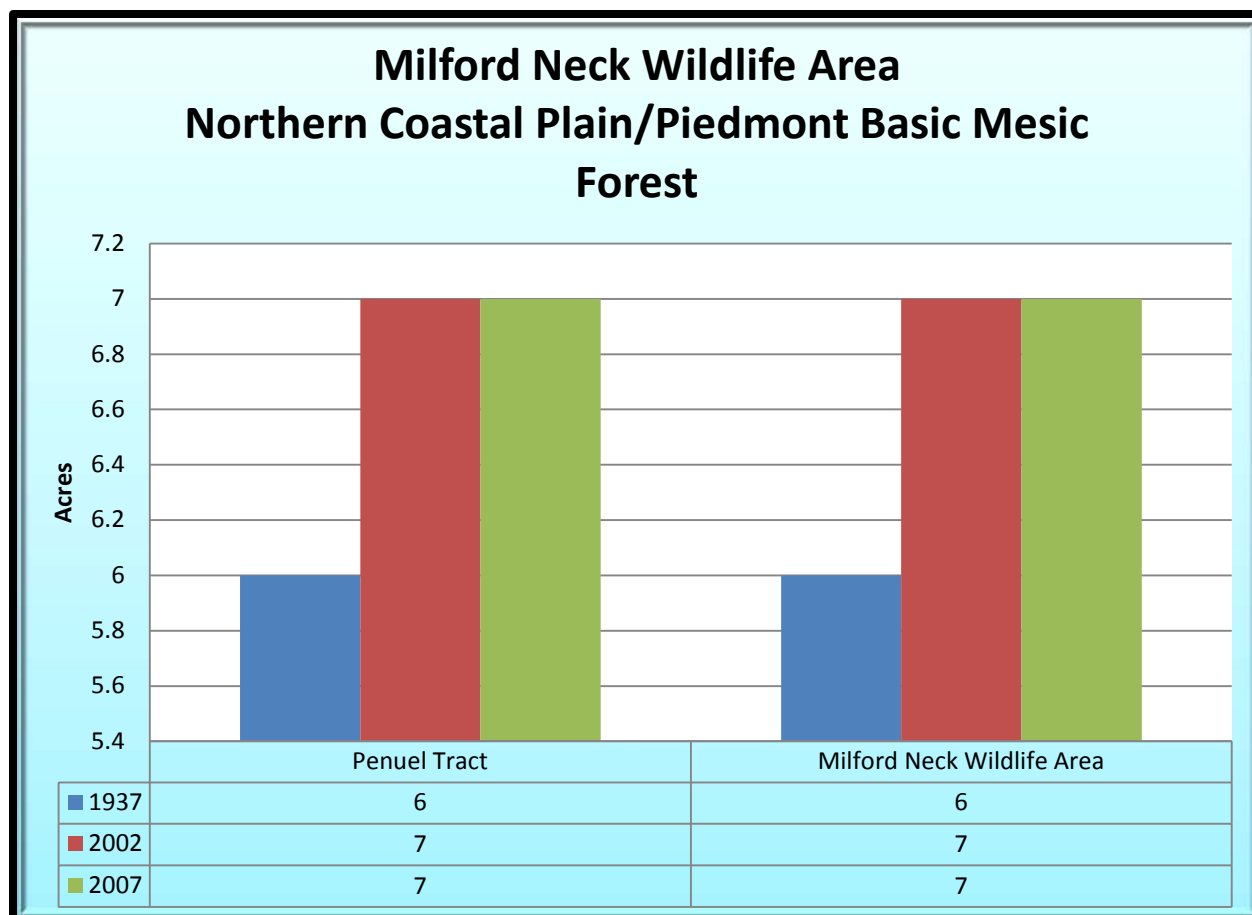 Milford Neck Wildlife Area
Northern Coastal Plain/Piedmont Basic Mesic
Forest
7.2
7
6.8
6.6
6.4
6.2
6
5.8
5.6
5.4
Acres
Penuel Tract Milford Neck Wildlife Area
1937 6 6
2002 7 7
2007 7 7